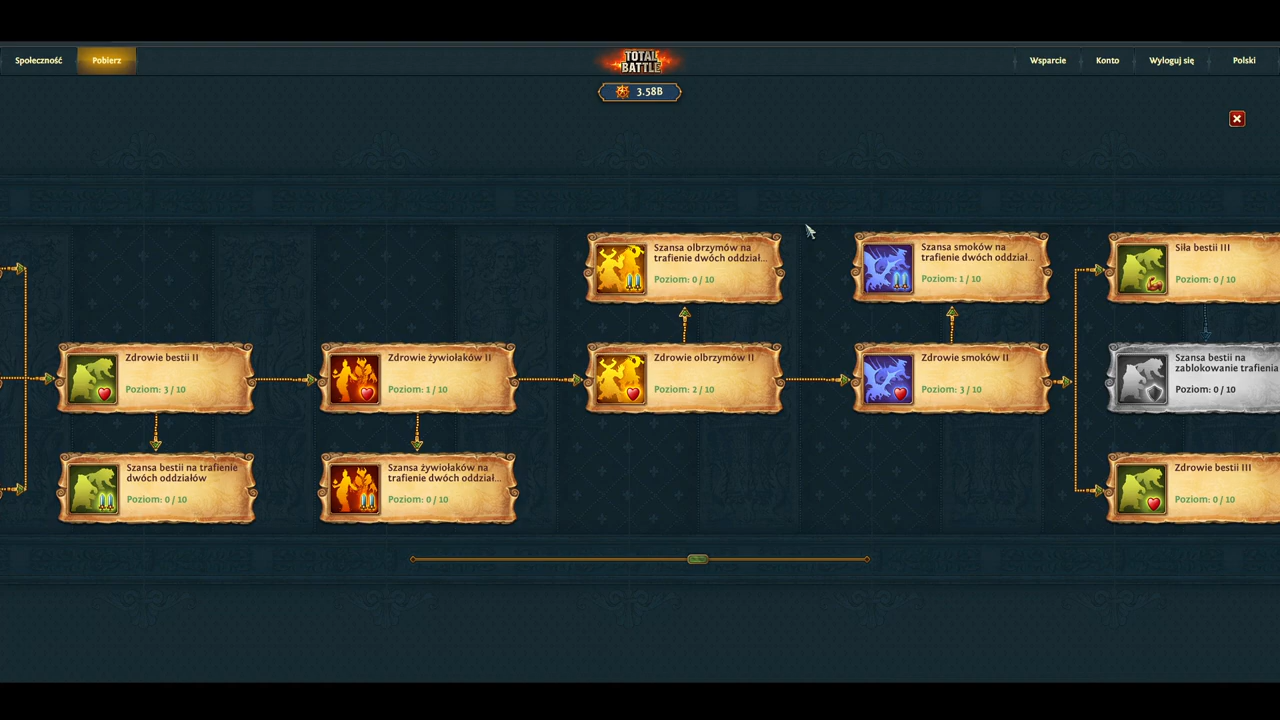 Społeczność
Pobierz
TOTAL
BATTLE
Wsparcie
Konto
Wyloguj się
Polski
3.58B
Szansa olbrzymów na
trafienie dwóch oddział...
Poziom: 0 / 10
Szansa smoków na
trafienie dwóch oddział...
Poziom: 1 / 10
Siła bestii III
Poziom: 0 / 10
Zdrowie bestii II
Poziom: 3 / 10
Zdrowie żywiołaków II
Poziom: 1 / 10
Zdrowie olbrzymów II
Poziom: 2 / 10
Zdrowie smoków II
Poziom: 3 / 10
Szansa bestii na
zablokowanie trafienia
Poziom: 0 / 10
Szansa bestii na trafienie
dwóch oddziałów
Poziom: 0 / 10
Szansa żywiołaków na
trafienie dwóch oddział...
Poziom: 0 / 10
Zdrowie bestii III
Poziom: 0 / 10